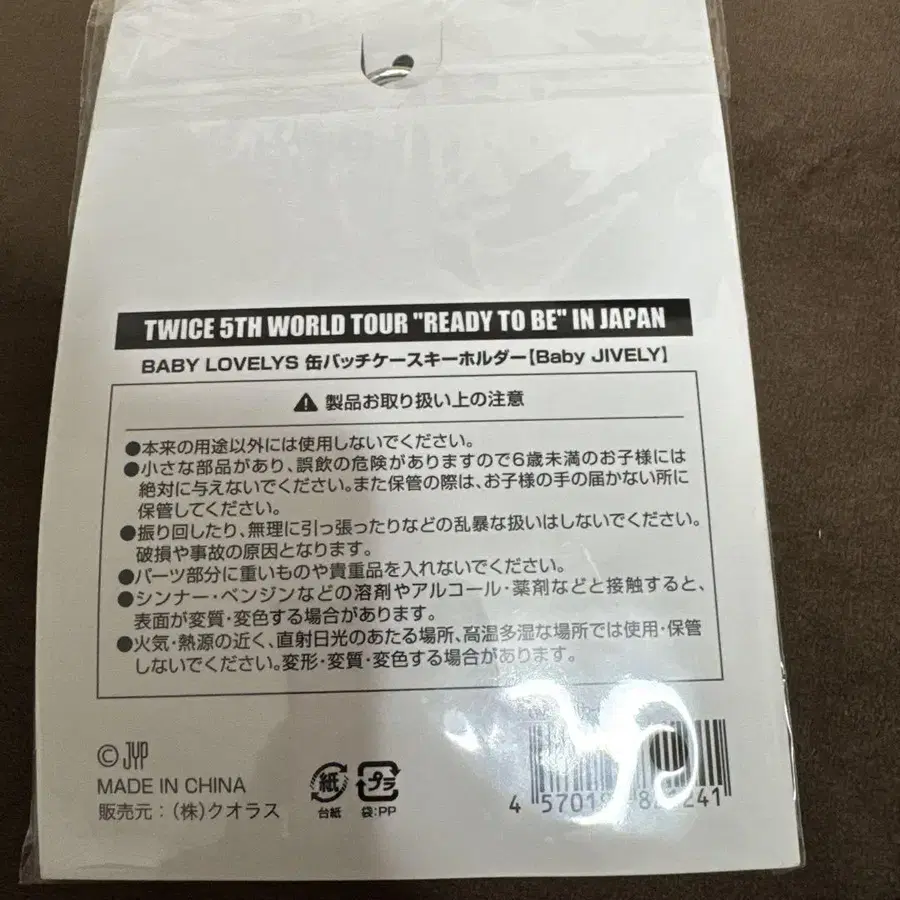 TWICE 5TH WORLD TOUR "READY TO BE" IN JAPAN
BABY LOVELYS 缶バッチケースキーホルダー【Baby JIVELY】
製品お取り扱い上の注意
●本来の用途以外には使用しないでください。
●小さな部品があり、誤飲の危険がありますので6歳未満のお子様には
絶対に与えないでください。また保管の際は、お子様の手の届かない所に
保管してください。
●振り回したり、無理に引っ張ったりなどの乱暴な扱いはしないでください。
破損や事故の原因となります。
●パーツ部分に重いものや貴重品を入れないでください。
●シンナー・ベンジンなどの溶剤やアルコール・薬剤などと接触すると、
表面が変質・変色する場合があります。
●火気・熱源の近く、直射日光のあたる場所、高温多湿な場所では使用・保管
しないでください。変形・変質・変色する場合があります。
© JYP
MADE IN CHINA
販売元：(株)クオラス
紙
台紙
プラ
袋:PP